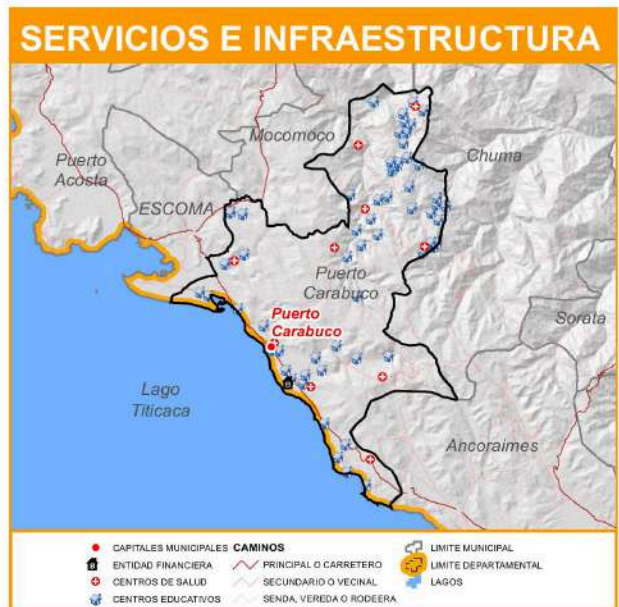 SERVICIOS E INFRAESTRUCTURA
Mocomoco
Chuma
Puerto
Acosta
ESCOMA
Puerto
Carabuco
Puerto
Carabuco
Sorata
Lago
Titicaca
Ancoraimes
CAPITALES MUNICIPALES
ENTIDAD FINANCIERA
CENTROS DE SALUD
CENTROS EDUCATIVOS
CAMINOS
PRINCIPAL O CARRETERO
SECUNDARIO O VECINAL
SENDA, VEREDA O RODEERA
LIMITE MUNICIPAL
LIMITE DEPARTAMENTAL
LAGOS